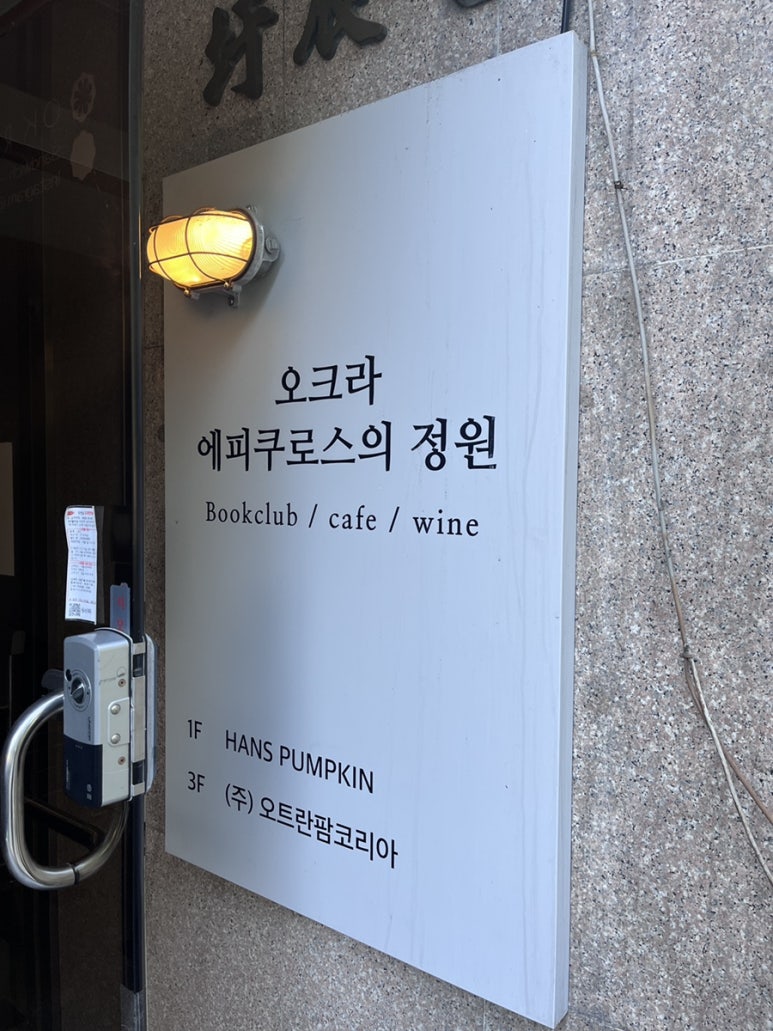 오크라
에피쿠로스의 정원
Bookclub / cafe / wine
1F HANS PUMPKIN
3F (주) 오트란팜코리아